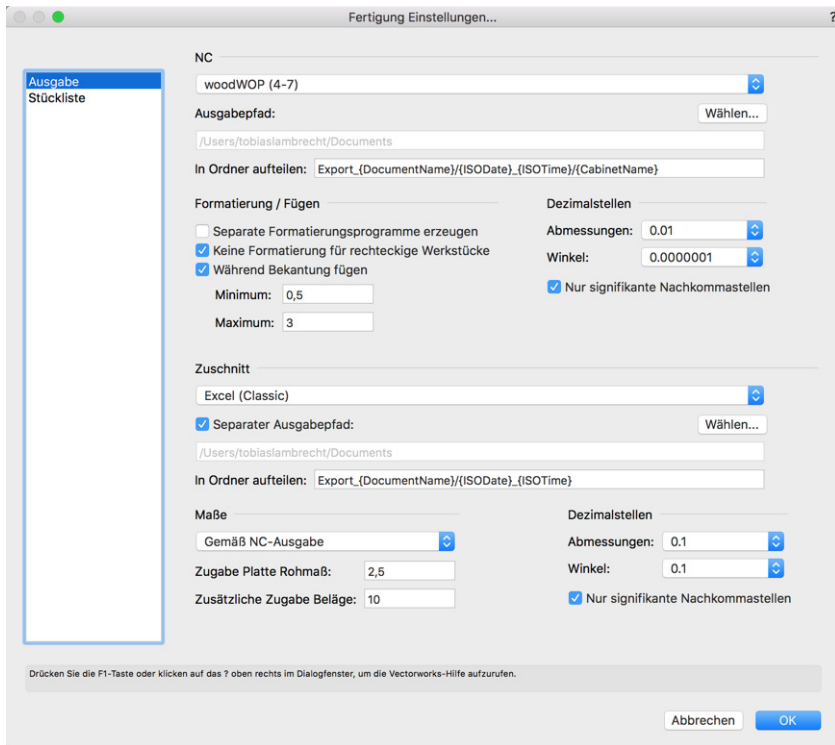 Fertigung Einstellungen...
?
Ausgabe
Stückliste
NC
woodWOP (4-7)
Ausgabepfad:
Wählen...
/Users/tobiaslambrecht/Documents
In Ordner aufteilen: Export_{DocumentName}/{ISODate}_{ISOTime}/{CabinetName}
Formatierung / Fügen
Separate Formatierungsprogramme erzeugen
Keine Formatierung für rechteckige Werkstücke
Während Bekantung fügen
Minimum: 0,5
Maximum: 3
Dezimalstellen
Abmessungen: 0.01
Winkel: 0.0000001
Nur signifikante Nachkommastellen
Zuschnitt
Excel (Classic)
Separater Ausgabepfad:
Wählen...
/Users/tobiaslambrecht/Documents
In Ordner aufteilen: Export_{DocumentName}/{ISODate}_{ISOTime}
Maße
Gemäß NC-Ausgabe
Zugabe Platte Rohmaß: 2,5
Zusätzliche Zugabe Beläge: 10
Dezimalstellen
Abmessungen: 0.1
Winkel: 0.1
Nur signifikante Nachkommastellen
Drücken Sie die F1-Taste oder klicken auf das ? oben rechts im Dialogfenster, um die Vectorworks-Hilfe aufzurufen.
Abbrechen
OK